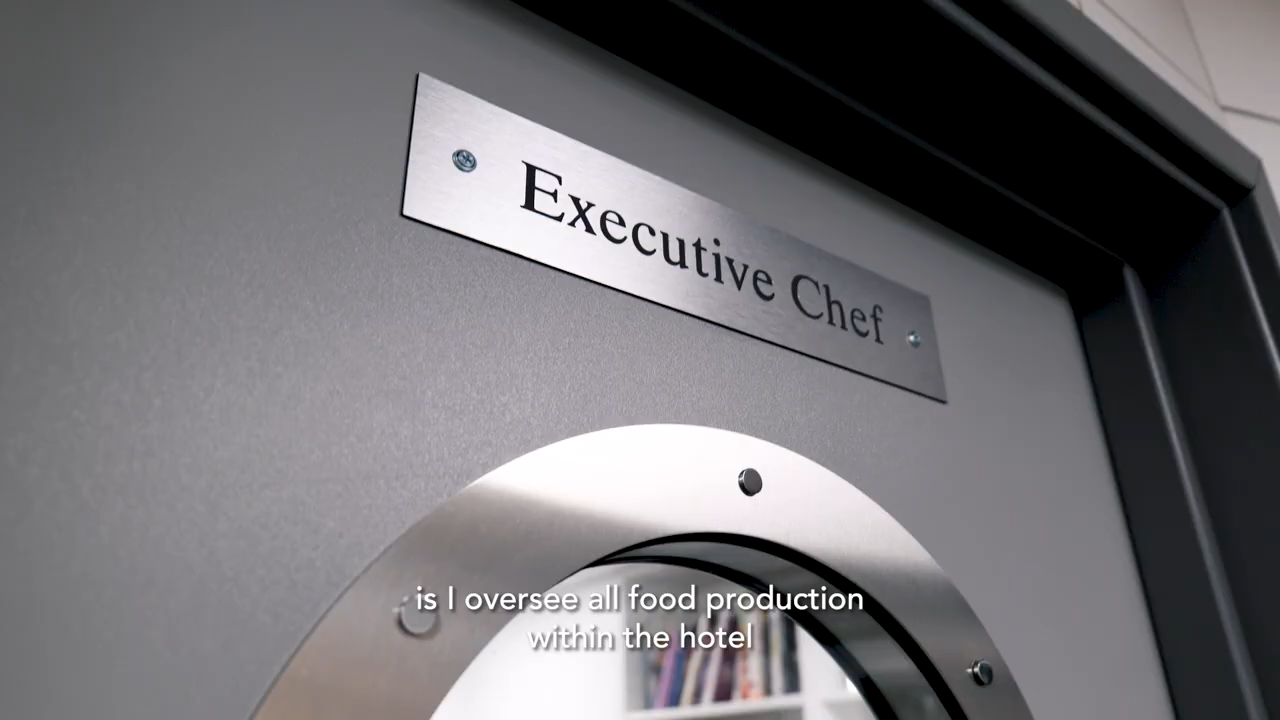 Executive Chef
is I oversee all food production
within the hotel